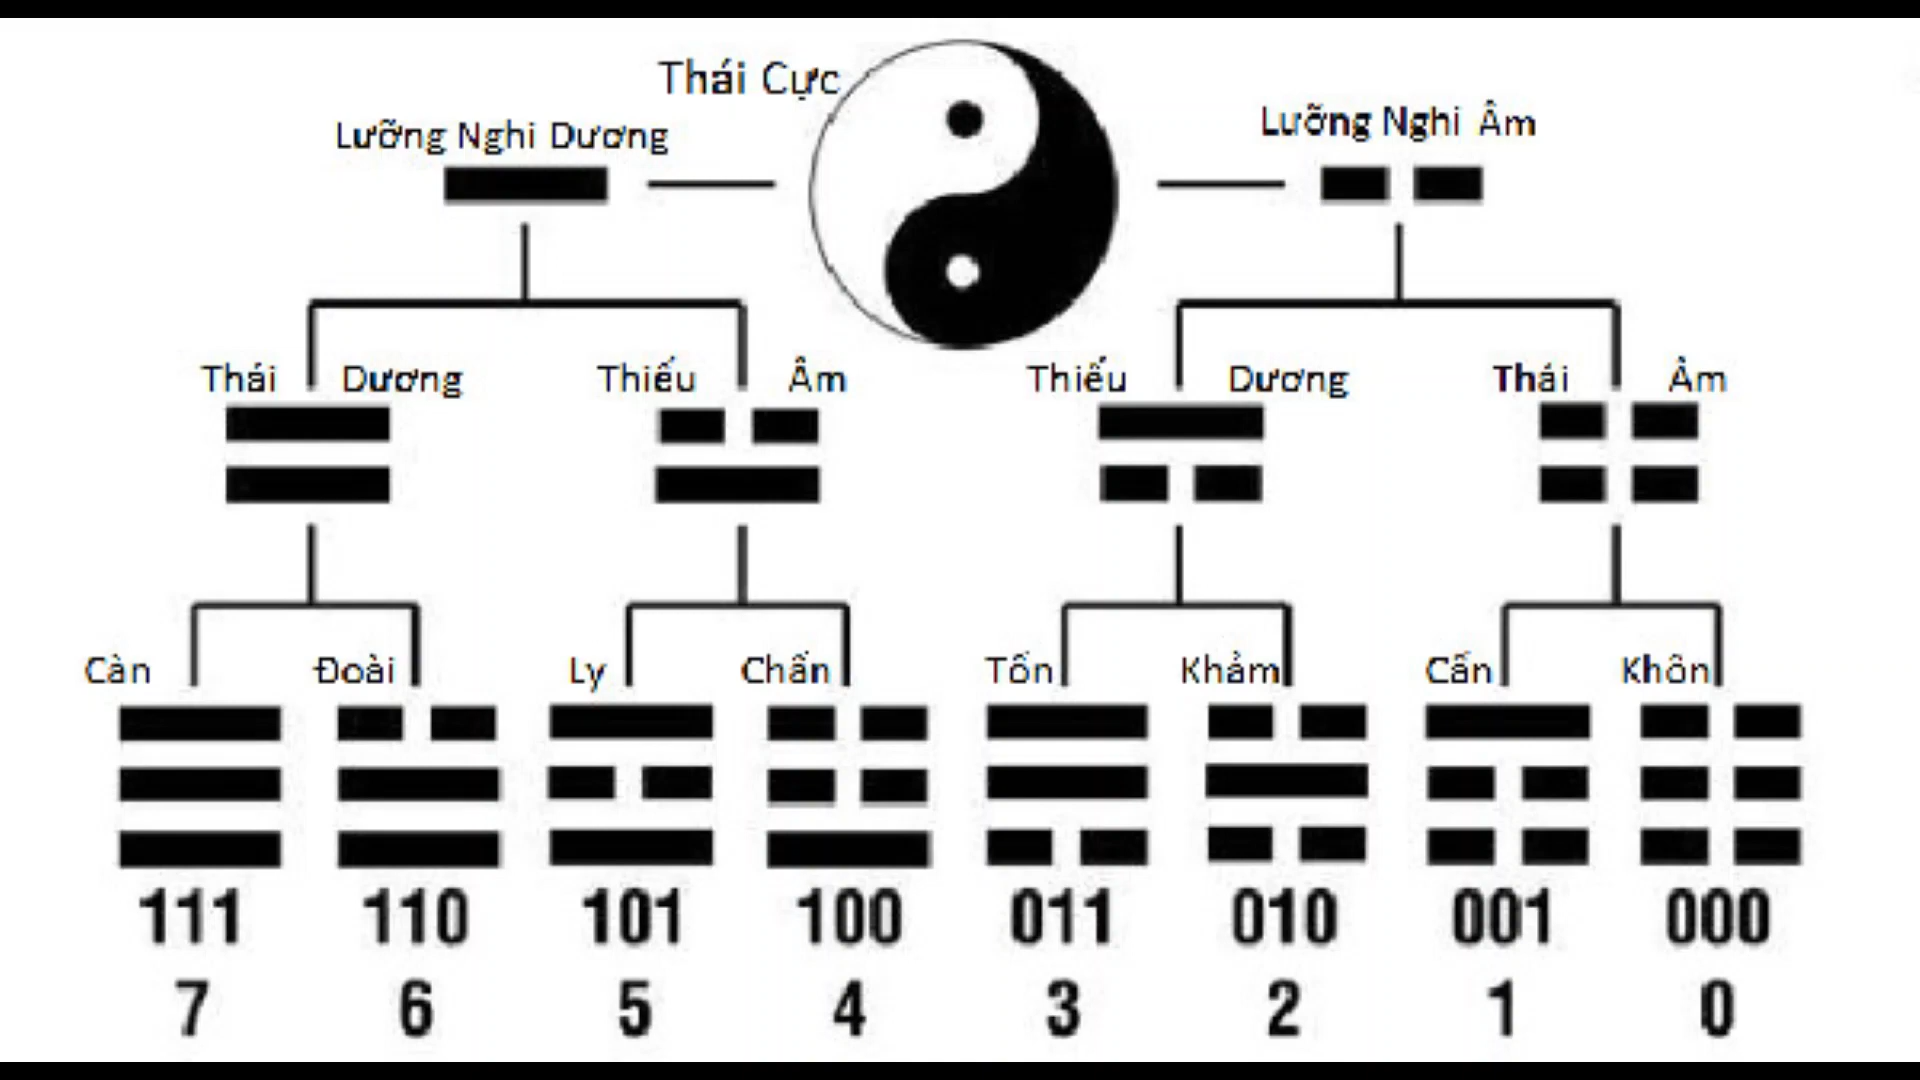 Thái Cực
Lưỡng Nghi Dương
Lưỡng Nghi Âm
Thái Dương
Thiếu Âm
Thiếu Dương
Thái Âm
Càn
Đoài
Ly
Chấn
Tốn
Khảm
Cấn
Khôn
111 110 101 100 011 010 001 000
7 6 5 4 3 2 1 0